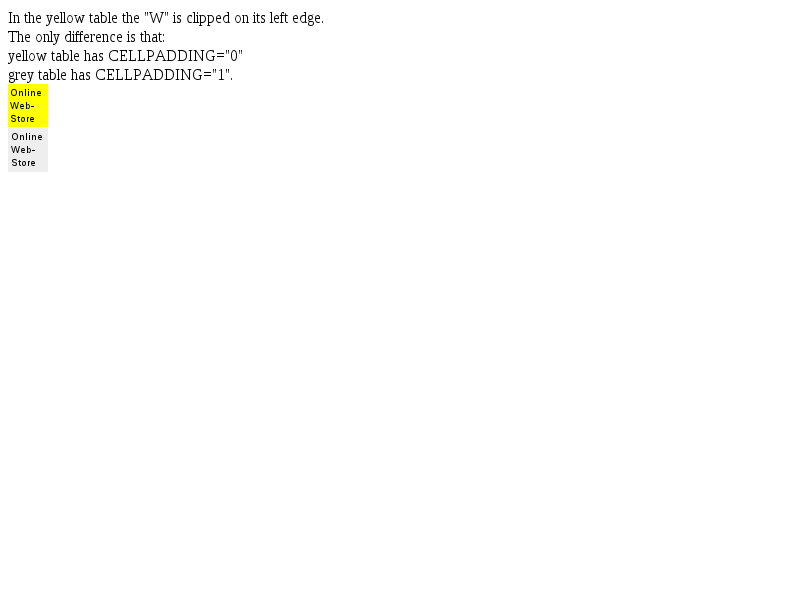 In the yellow table the "W" is clipped on its left edge.
The only difference is that:
yellow table has CELLPADDING="0"
grey table has CELLPADDING="1".
Online
Web-
Store
Online
Web-
Store